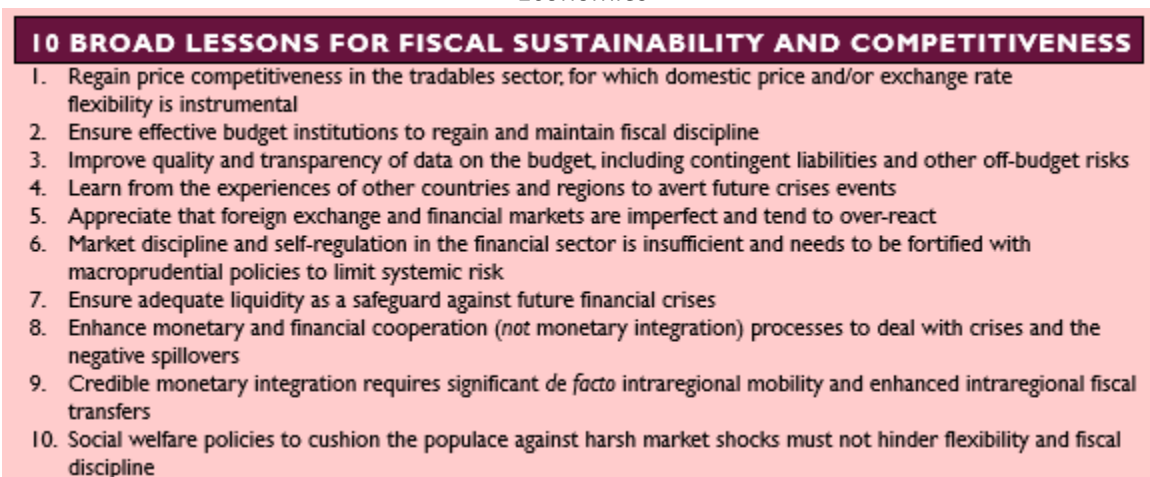 10 BROAD LESSONS FOR FISCAL SUSTAINABILITY AND COMPETITIVENESS
1. Regain price competitiveness in the tradables sector, for which domestic price and/or exchange rate
flexibility is instrumental
2. Ensure effective budget institutions to regain and maintain fiscal discipline
3. Improve quality and transparency of data on the budget, including contingent liabilities and other off-budget risks
4. Learn from the experiences of other countries and regions to avert future crises events
5. Appreciate that foreign exchange and financial markets are imperfect and tend to over-react
6. Market discipline and self-regulation in the financial sector is insufficient and needs to be fortified with
macroprudential policies to limit systemic risk
7. Ensure adequate liquidity as a safeguard against future financial crises
8. Enhance monetary and financial cooperation (not monetary integration) processes to deal with crises and the
negative spillovers
9. Credible monetary integration requires significant de facto intraregional mobility and enhanced intraregional fiscal
transfers
10. Social welfare policies to cushion the populace against harsh market shocks must not hinder flexibility and fiscal
discipline